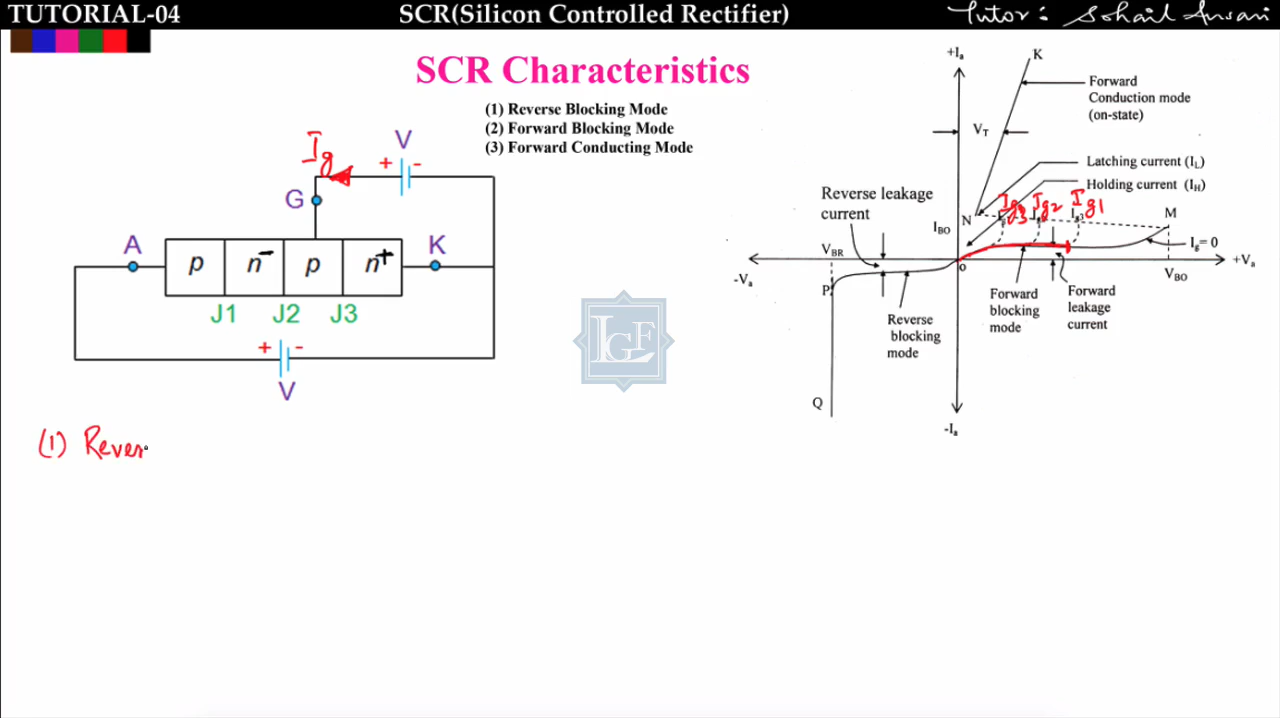 TUTORIAL-04
SCR(Silicon Controlled Rectifier)
Tutor: Sohail Ansari
SCR Characteristics
(1) Reverse Blocking Mode
(2) Forward Blocking Mode
(3) Forward Conducting Mode
Ig
V
+ -
G
A
K
p n- p n+
J1 J2 J3
+ -
V
+Ia
K
Forward
Conduction mode
(on-state)
VT
Latching current (IL)
Holding current (IH)
Reverse leakage
current
Ig3 Ig2 Ig1
N
M
IBO
Ig= 0
VBR
-Va
o
+Va
VBO
P
Reverse
blocking
mode
Forward
blocking
mode
Forward
leakage
current
Q
-Ia
LGF
(1) Rever